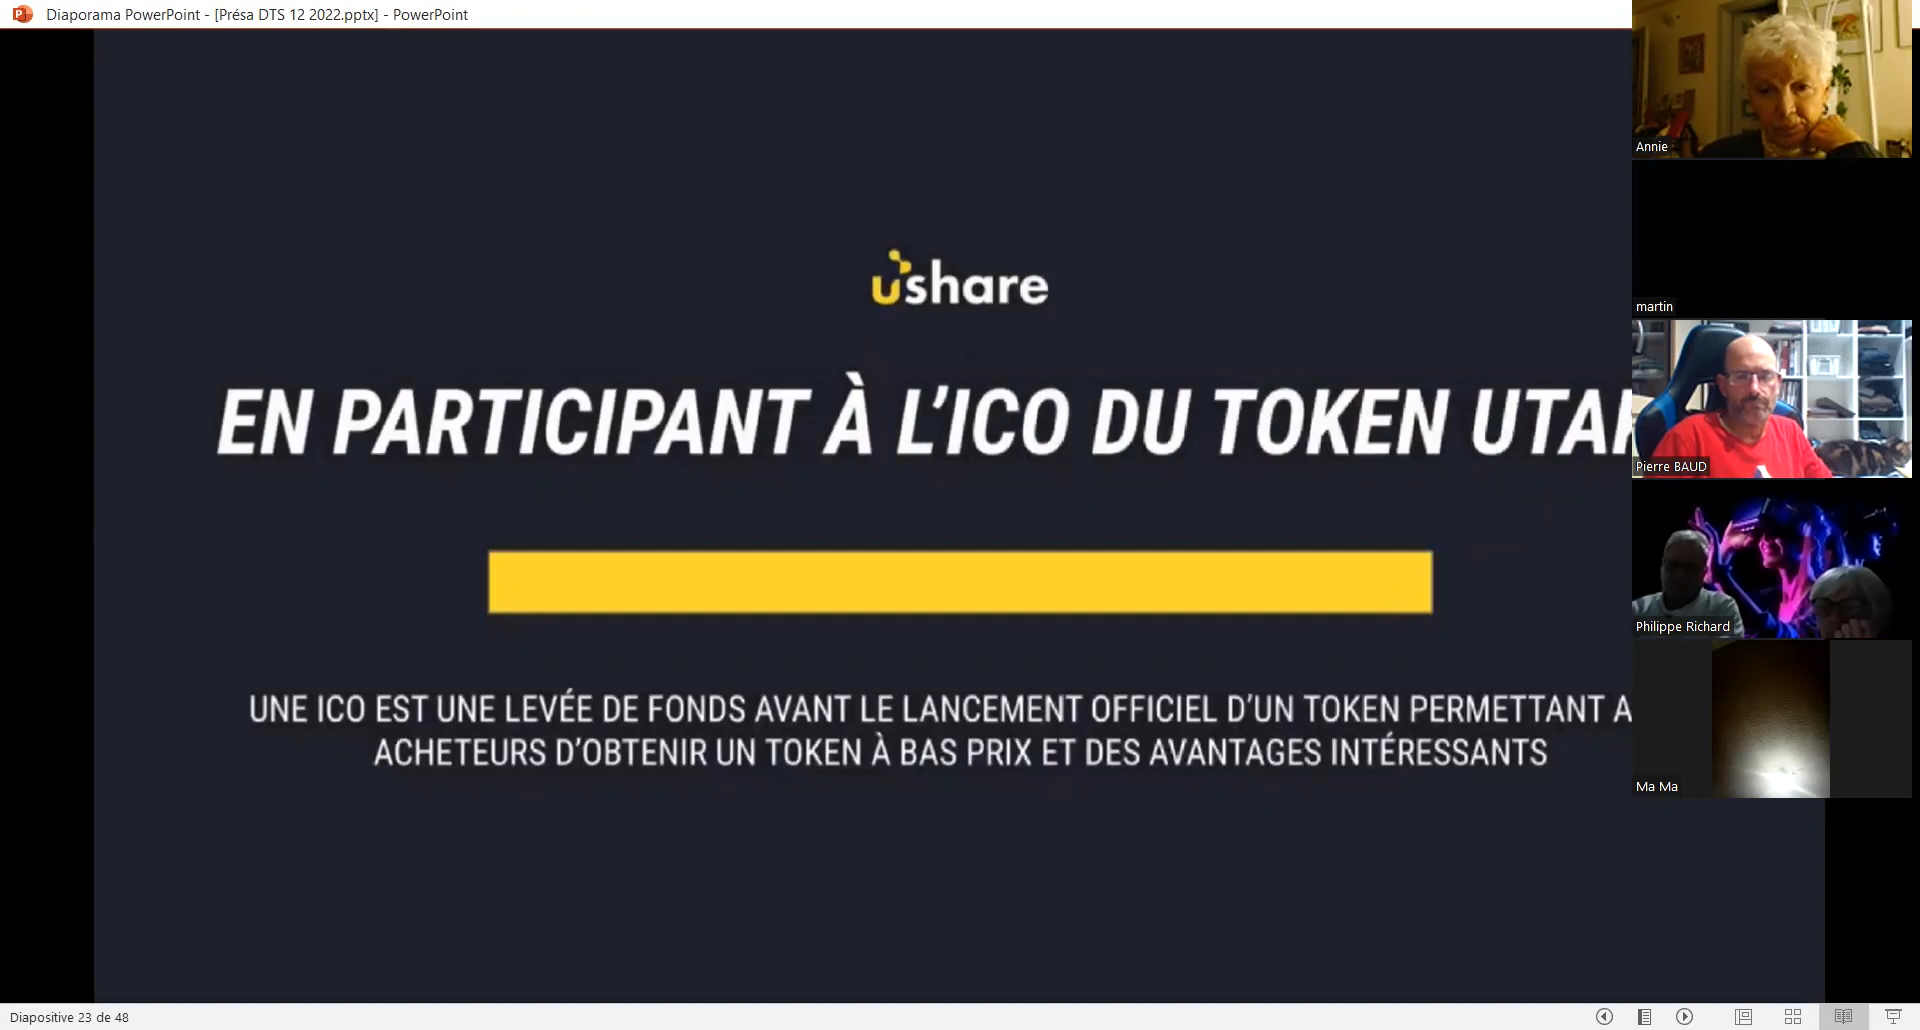 Diaporama PowerPoint - [Présa DTS 12 2022.pptx] - PowerPoint
ushare
EN PARTICIPANT À L'ICO DU TOKEN
UNE ICO EST UNE LEVÉE DE FONDS AVANT LE LANCEMENT OFFICIEL D'UN TOKEN PERMETTANT
ACHETEURS D'OBTENIR UN TOKEN À BAS PRIX ET DES AVANTAGES INTÉRESSANTS
Annie
martin
Pierre BAUD
Philippe Richard
Ma Ma
Diapositive 23 de 48